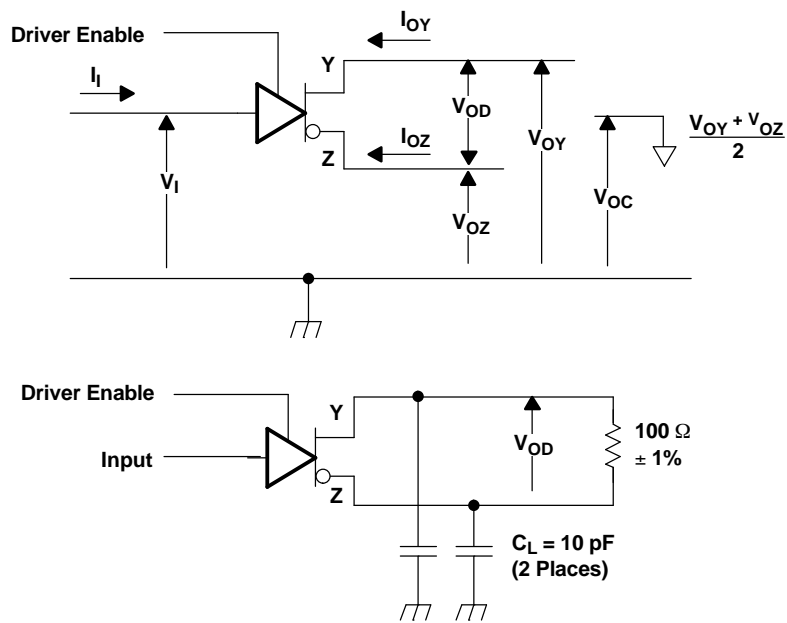 Driver Enable
I_OY
I_I
Y
V_OD
V_OY
V_OY + V_OZ
2
I_OZ
Z
V_I
V_OZ
V_OC
Driver Enable
Y
Input
V_OD
100 Ω
± 1%
Z
C_L = 10 pF
(2 Places)